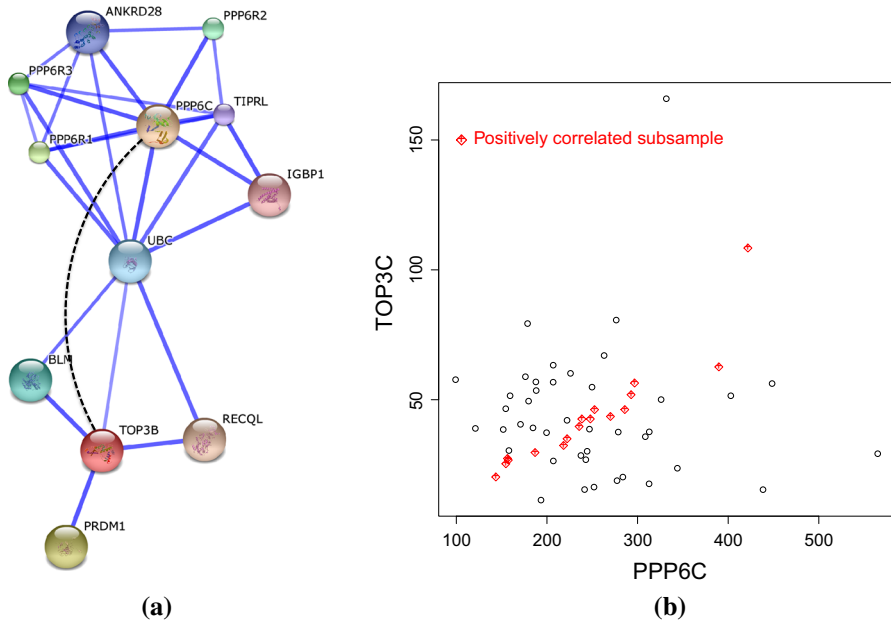 ANKRD28
PPP6R2
PPP6R3
PPP6C
TIPRL
PPP6R1
IGBP1
UBC
BLM
TOP3B
RECQL
PRDM1
(a)
Positively correlated subsample
TOP3C
150
100
50
100 200 300 400 500
PPP6C
(b)